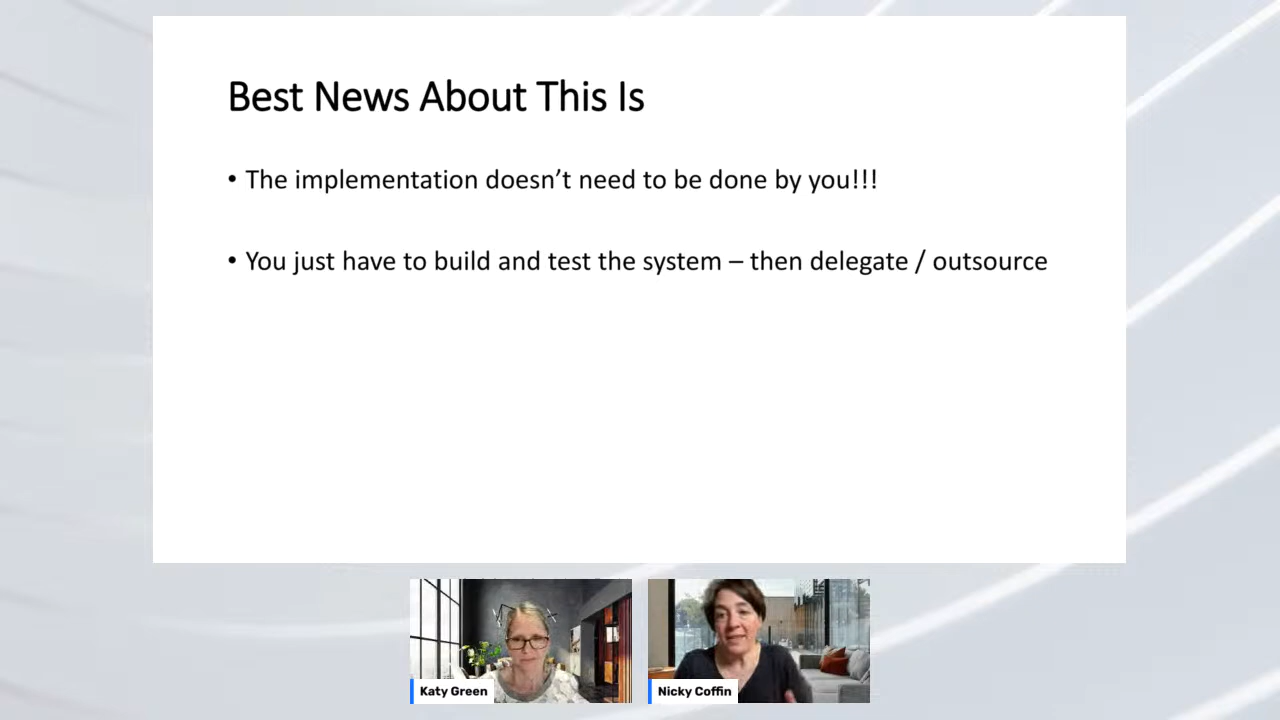 Best News About This Is
• The implementation doesn’t need to be done by you!!!
• You just have to build and test the system – then delegate / outsource
Katy Green
Nicky Coffin